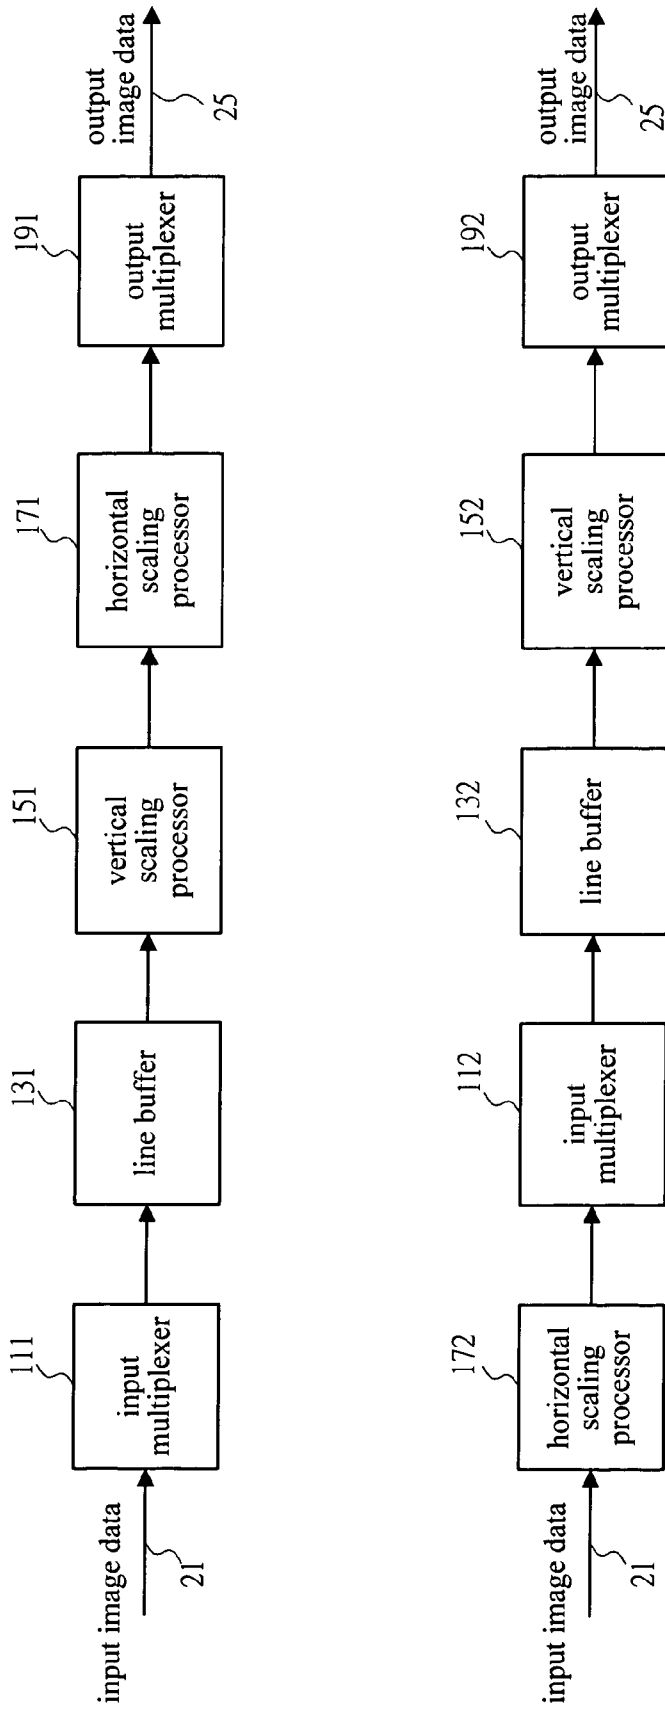 input image data
21
111
input
multiplexer
131
line buffer
151
vertical
scaling
processor
171
horizontal
scaling
processor
191
output
multiplexer
output
image data
25
input image data
21
172
horizontal
scaling
processor
112
input
multiplexer
132
line buffer
152
vertical
scaling
processor
192
output
multiplexer
output
image data
25